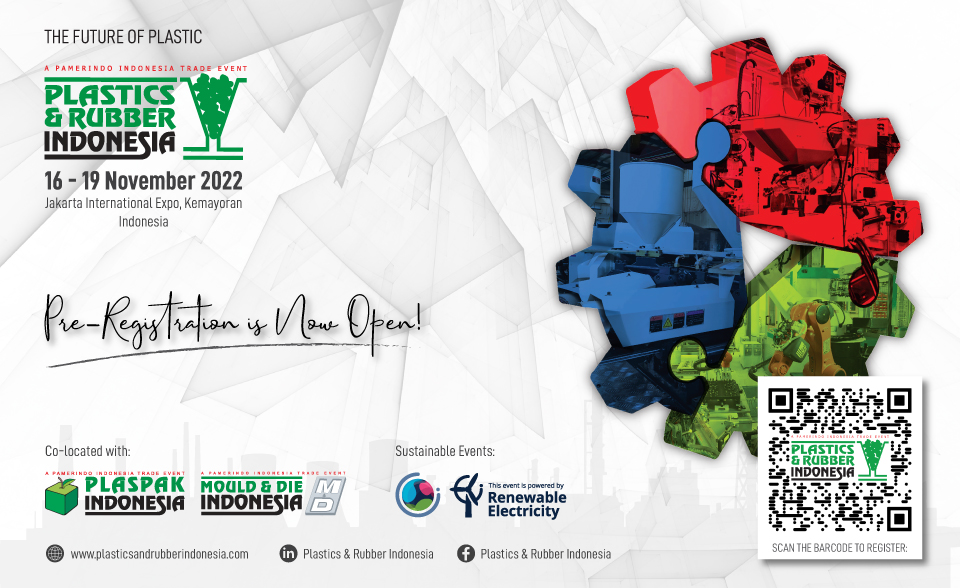 THE FUTURE OF PLASTIC
A PAMERINDO INDONESIA TRADE EVENT
PLASTICS
& RUBBER
INDONESIA
16 - 19 November 2022
Jakarta International Expo, Kemayoran
Indonesia
Pre-Registration is Now Open!
Co-located with:
A PAMERINDO INDONESIA TRADE EVENT
PLASPAK
INDONESIA
A PAMERINDO INDONESIA TRADE EVENT
MOULD & DIE
INDONESIA
MD
Sustainable Events:
This event is powered by
Renewable
Electricity
A PAMERINDO INDONESIA TRADE EVENT
PLASTICS
& RUBBER
INDONESIA
SCAN THE BARCODE TO REGISTER:
www.plasticsandrubberindonesia.com
in Plastics & Rubber Indonesia
f Plastics & Rubber Indonesia